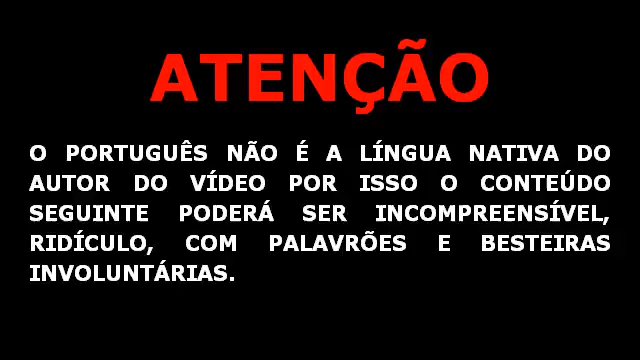 ATENÇÃO
O PORTUGUÊS NÃO É A LÍNGUA NATIVA DO
AUTOR DO VÍDEO POR ISSO O CONTEÚDO
SEGUINTE PODERÁ SER INCOMPREENSÍVEL,
RIDÍCULO, COM PALAVRÕES E BESTEIRAS
INVOLUNTÁRIAS.